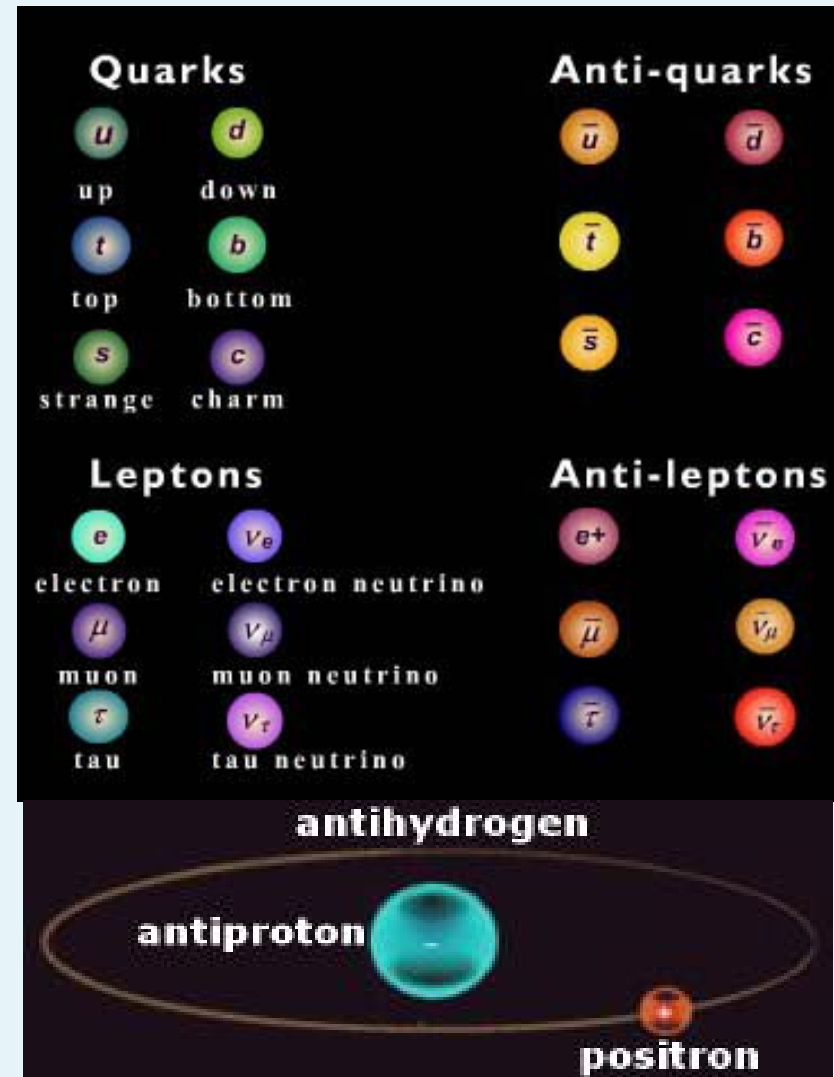 Quarks Anti-quarks
u d ū d̄
up down
t b t̄ b̄
top bottom
s c s̄ c̄
strange charm
Leptons Anti-leptons
e νe e+ ν̄e
electron electron neutrino
μ νμ μ̄ ν̄μ
muon muon neutrino
τ ντ τ̄ ν̄τ
tau tau neutrino
antihydrogen
antiproton −
positron